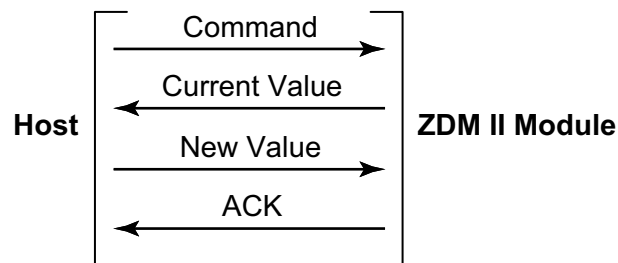 Command
Current Value
Host
ZDM II Module
New Value
ACK